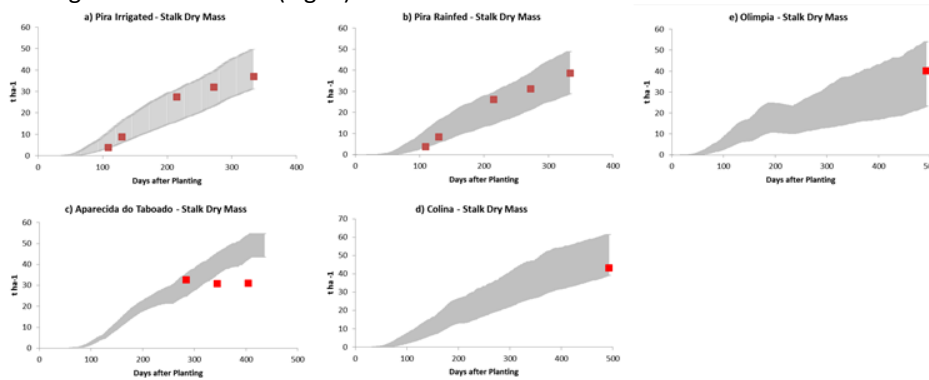 a) Pira Irrigated - Stalk Dry Mass
60
50
40
30
20
10
0
t ha -1
0 100 200 300 400
Days after Planting
b) Pira Rainfed - Stalk Dry Mass
60
50
40
30
20
10
0
t ha -1
0 100 200 300 400
Days after Planting
e) Olimpia - Stalk Dry Mass
60
50
40
30
20
10
0
t ha -1
0 100 200 300 400
Days after Planting
c) Aparecida do Taboado - Stalk Dry Mass
60
50
40
30
20
10
0
t ha -1
0 100 200 300 400 500
Days after Planting
d) Colina - Stalk Dry Mass
70
60
50
40
30
20
10
0
t ha -1
0 100 200 300 400 500
Days after Planting